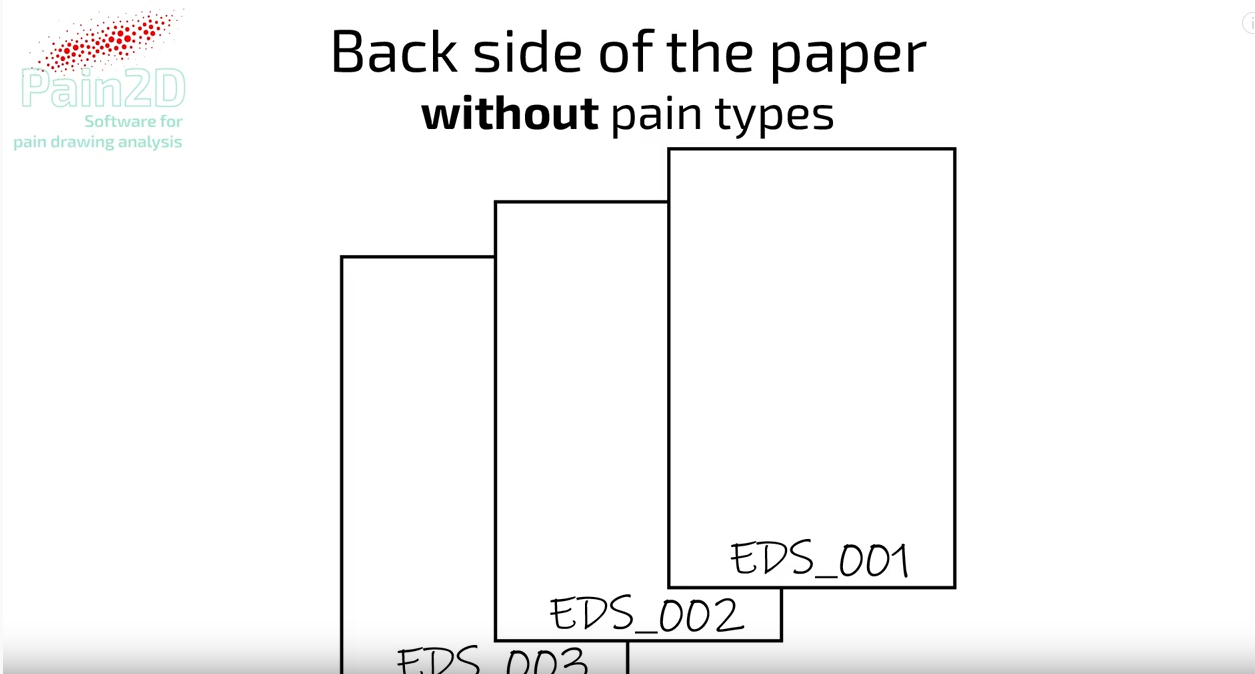 Back side of the paper
without pain types
Pain2D
Software for
pain drawing analysis
EDS_001
EDS_002
EDS_003